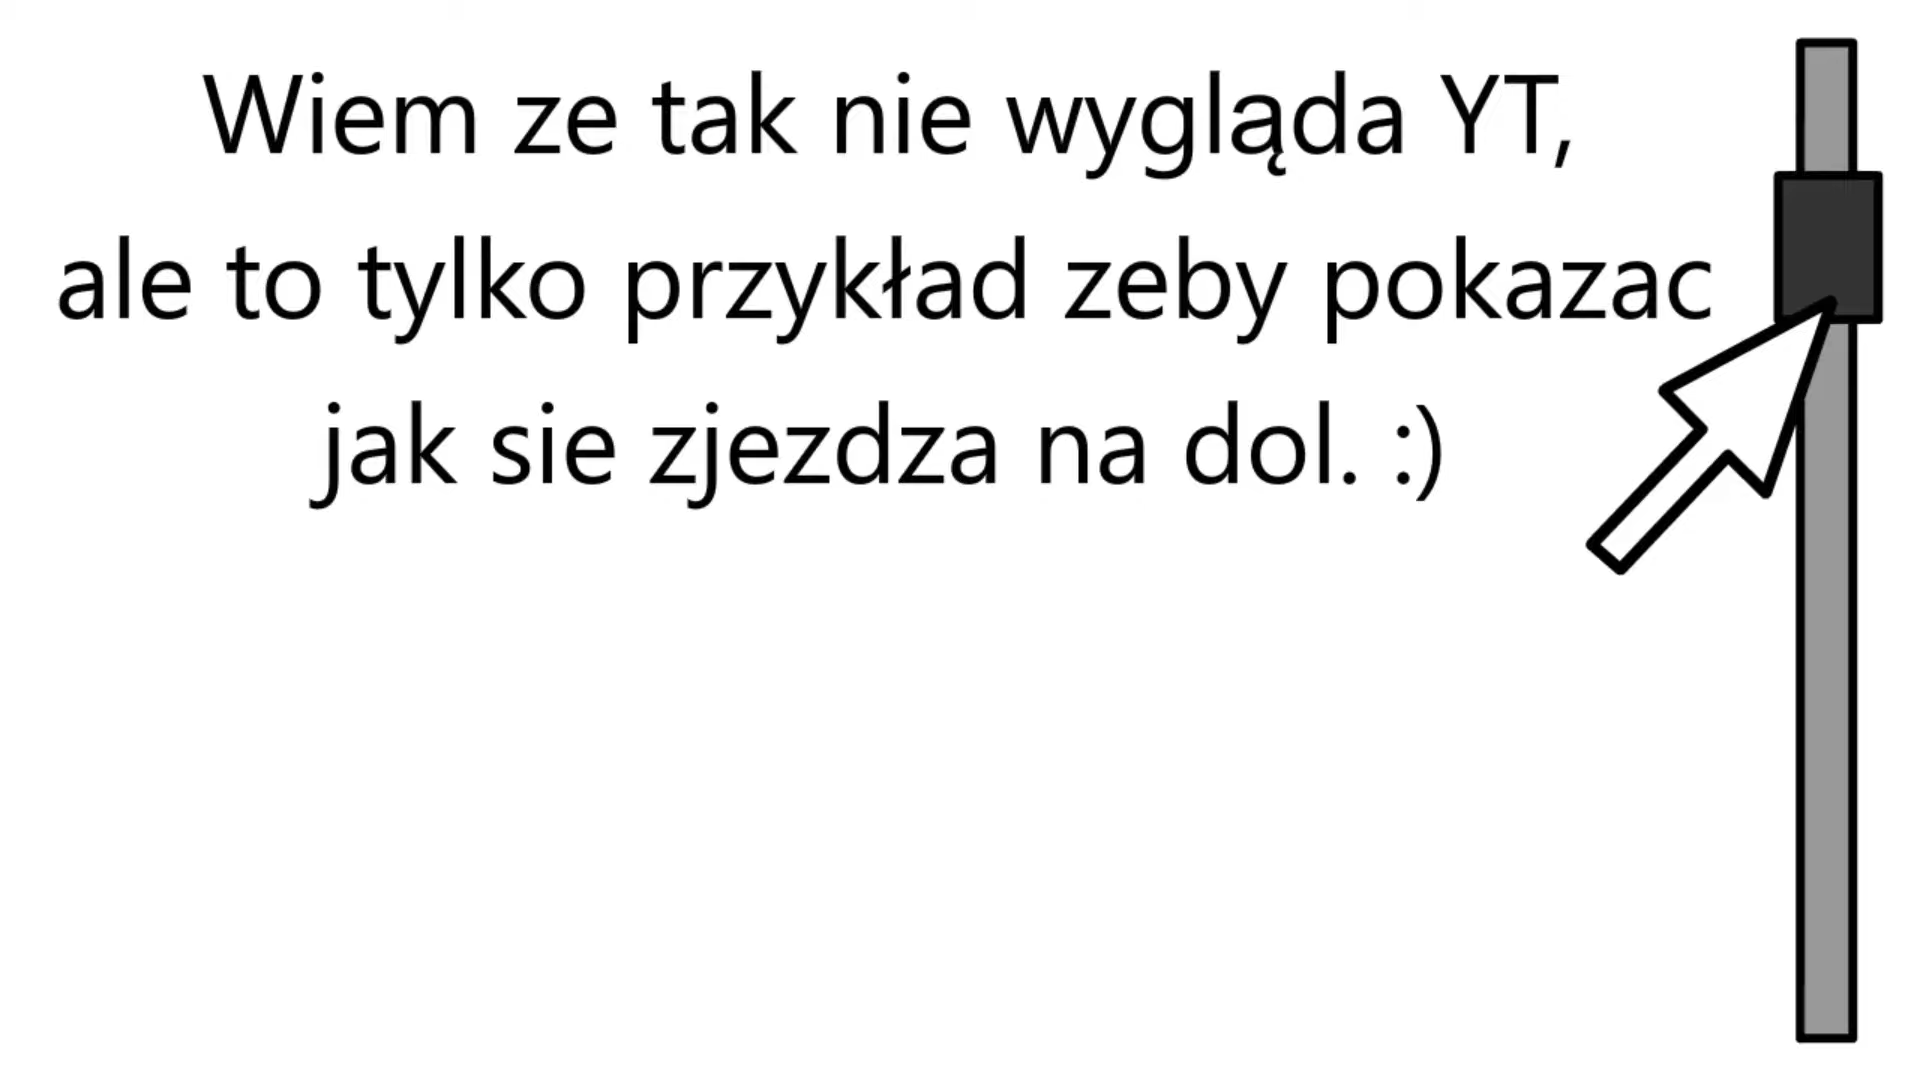 Wiem ze tak nie wygląda YT,
ale to tylko przykład zeby pokazac
jak sie zjezdza na dol. :)